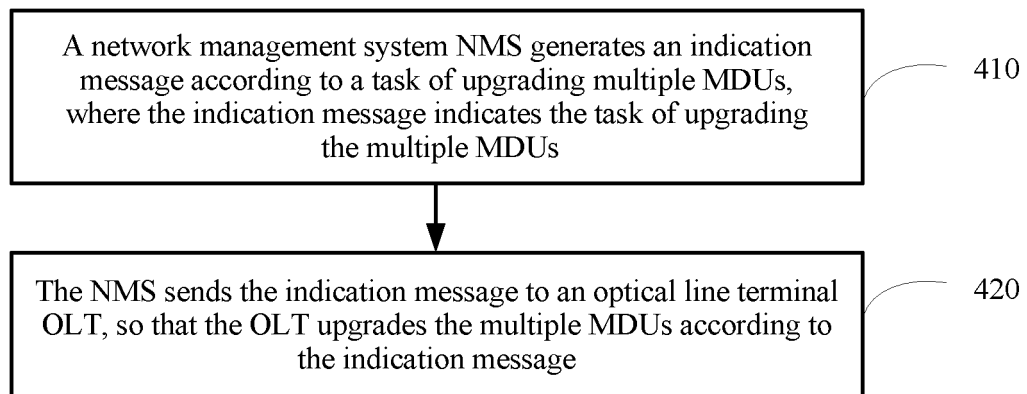 A network management system NMS generates an indication
message according to a task of upgrading multiple MDUs,
where the indication message indicates the task of upgrading
the multiple MDUs
410
The NMS sends the indication message to an optical line terminal
OLT, so that the OLT upgrades the multiple MDUs according to
the indication message
420